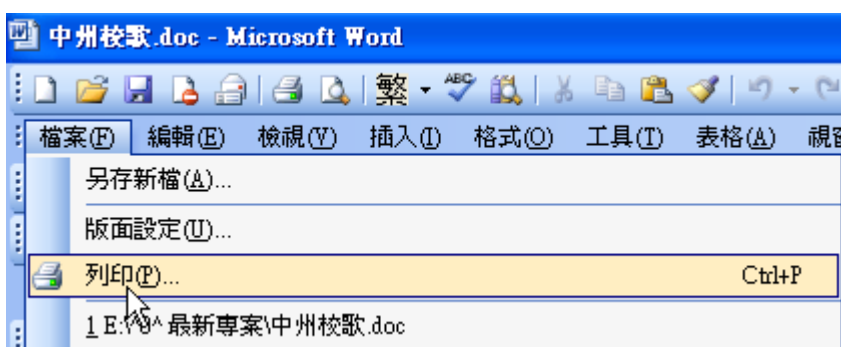 中州校歌.doc - Microsoft Word
繁 ABC
檔案(F) 編輯(E) 檢視(V) 插入(I) 格式(O) 工具(T) 表格(A)
另存新檔(A)...
版面設定(U)...
列印(P)... Ctrl+P
1 E:\^o^ 最新專案\中州校歌.doc